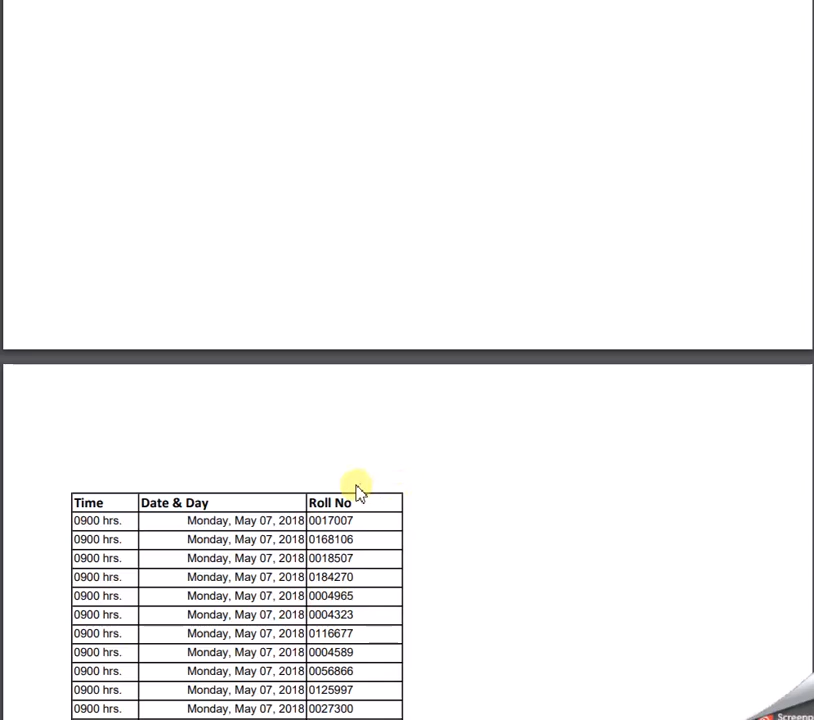 Time Date & Day Roll No
0900 hrs. Monday, May 07, 2018 0017007
0900 hrs. Monday, May 07, 2018 0168106
0900 hrs. Monday, May 07, 2018 0018507
0900 hrs. Monday, May 07, 2018 0184270
0900 hrs. Monday, May 07, 2018 0004965
0900 hrs. Monday, May 07, 2018 0004323
0900 hrs. Monday, May 07, 2018 0116677
0900 hrs. Monday, May 07, 2018 0004589
0900 hrs. Monday, May 07, 2018 0056866
0900 hrs. Monday, May 07, 2018 0125997
0900 hrs. Monday, May 07, 2018 0027300